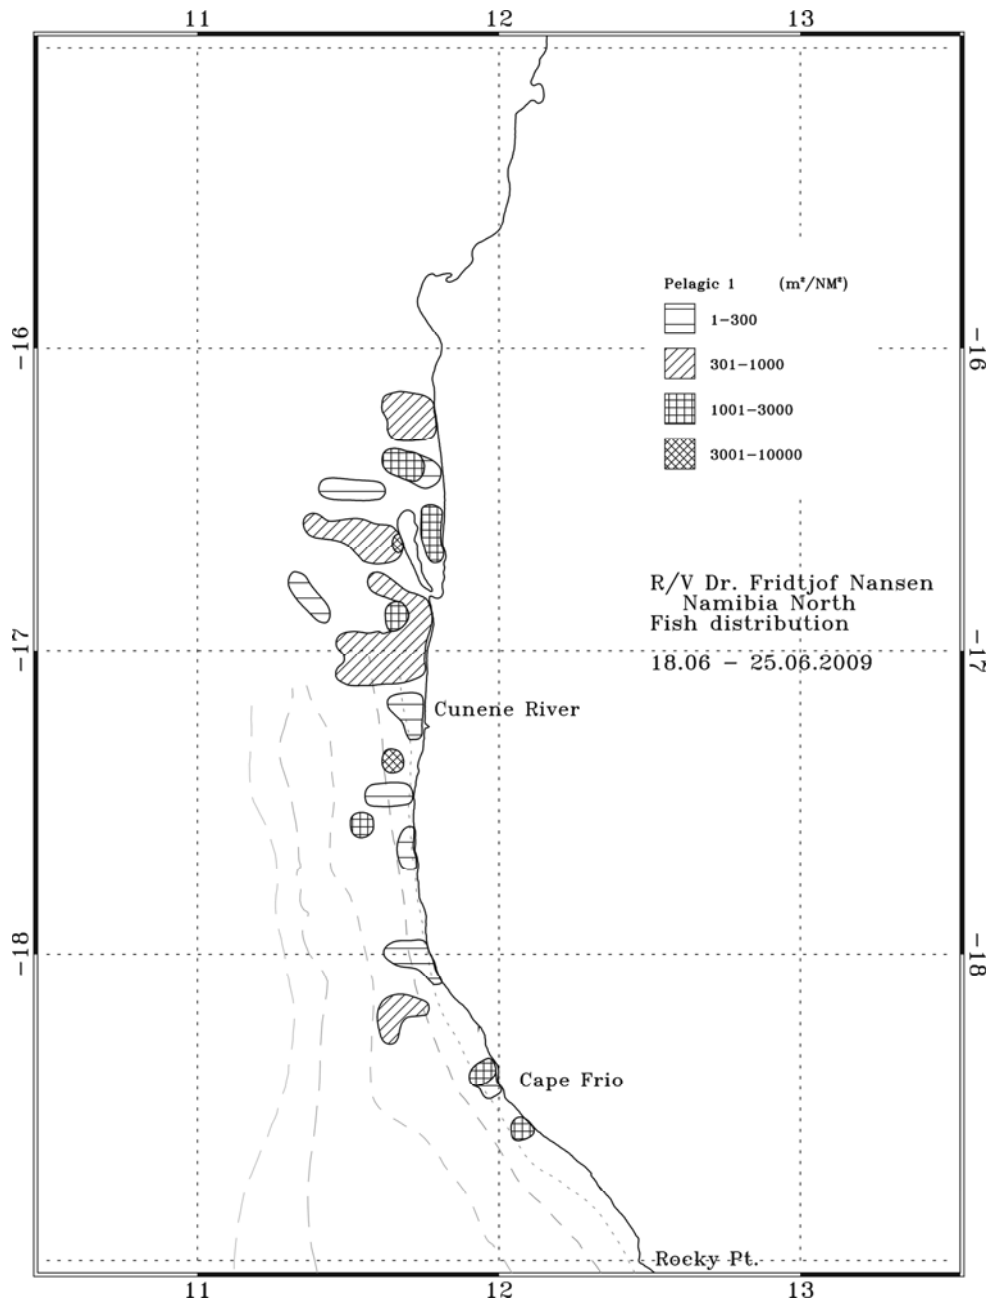 11 12 13
Pelagic 1 (m²/NM²)
1-300
-16 -16
301-1000
1001-3000
3001-10000
R/V Dr. Fridtjof Nansen
Namibia North
Fish distribution
-17 -17
18.06 - 25.06.2009
Cunene River
-18 -18
Cape Frio
Rocky Pt.
11 12 13